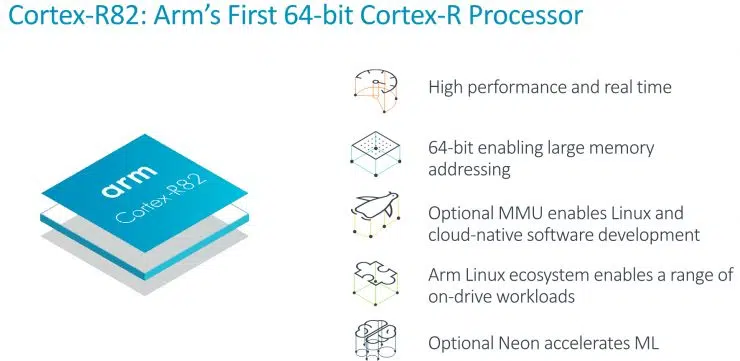 Cortex-R82: Arm’s First 64-bit Cortex-R Processor
arm
Cortex-R82
High performance and real time
64-bit enabling large memory
addressing
Optional MMU enables Linux and
cloud-native software development
Arm Linux ecosystem enables a range of
on-drive workloads
Optional Neon accelerates ML